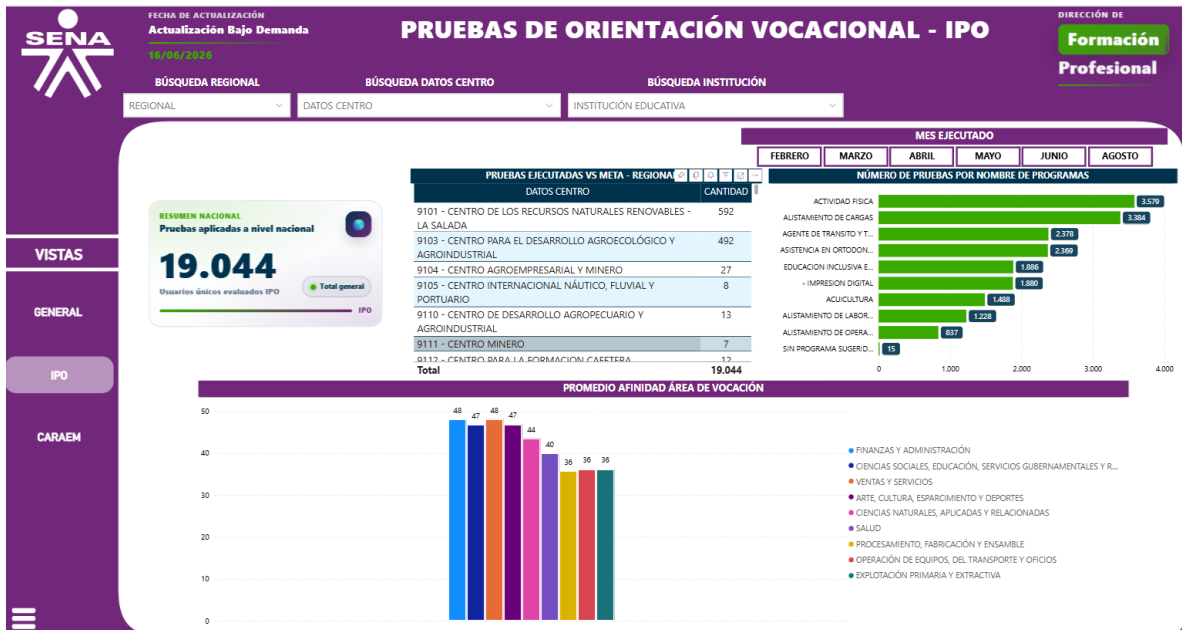 SENA
FECHA DE ACTUALIZACIÓN
Actualización Bajo Demanda
16/06/2026
PRUEBAS DE ORIENTACIÓN VOCACIONAL - IPO
DIRECCIÓN DE
Formación
Profesional
BÚSQUEDA REGIONAL
BÚSQUEDA DATOS CENTRO
BÚSQUEDA INSTITUCIÓN
REGIONAL
DATOS CENTRO
INSTITUCIÓN EDUCATIVA
VISTAS
GENERAL
IPO
CARAEM
RESUMEN NACIONAL
Pruebas aplicadas a nivel nacional
19.044
Usuarios únicos evaluados IPO
Total general
IPO
PRUEBAS EJECUTADAS VS META - REGIONAL
DATOS CENTRO CANTIDAD
9101 - CENTRO DE LOS RECURSOS NATURALES RENOVABLES - 592
LA SALADA
9103 - CENTRO PARA EL DESARROLLO AGROECOLÓGICO Y 492
AGROINDUSTRIAL
9104 - CENTRO AGROEMPRESARIAL Y MINERO 27
9105 - CENTRO INTERNACIONAL NÁUTICO, FLUVIAL Y 8
PORTUARIO
9110 - CENTRO DE DESARROLLO AGROPECUARIO Y 13
AGROINDUSTRIAL
9111 - CENTRO MINERO 7
9112 - CENTRO PARA LA FORMACION CAFETERA 12
Total 19.044
MES EJECUTADO
FEBRERO MARZO ABRIL MAYO JUNIO AGOSTO
NÚMERO DE PRUEBAS POR NOMBRE DE PROGRAMAS
ACTIVIDAD FISICA 3.579
ALISTAMIENTO DE CARGAS 3.384
AGENTE DE TRANSITO Y T... 2.378
ASISTENCIA EN ORTODON... 2.369
EDUCACION INCLUSIVA E... 1.886
- IMPRESION DIGITAL 1.880
ACUICULTURA 1.488
ALISTAMIENTO DE LABOR... 1.228
ALISTAMIENTO DE OPERA... 837
SIN PROGRAMA SUGERID... 15
0 1.000 2.000 3.000 4.000
PROMEDIO AFINIDAD ÁREA DE VOCACIÓN
50
40
30
20
10
0
48 47 48 47 44 40 36 36 36
FINANZAS Y ADMINISTRACIÓN
CIENCIAS SOCIALES, EDUCACIÓN, SERVICIOS GUBERNAMENTALES Y R...
VENTAS Y SERVICIOS
ARTE, CULTURA, ESPARCIMIENTO Y DEPORTES
CIENCIAS NATURALES, APLICADAS Y RELACIONADAS
SALUD
PROCESAMIENTO, FABRICACIÓN Y ENSAMBLE
OPERACIÓN DE EQUIPOS, DEL TRANSPORTE Y OFICIOS
EXPLOTACIÓN PRIMARIA Y EXTRACTIVA